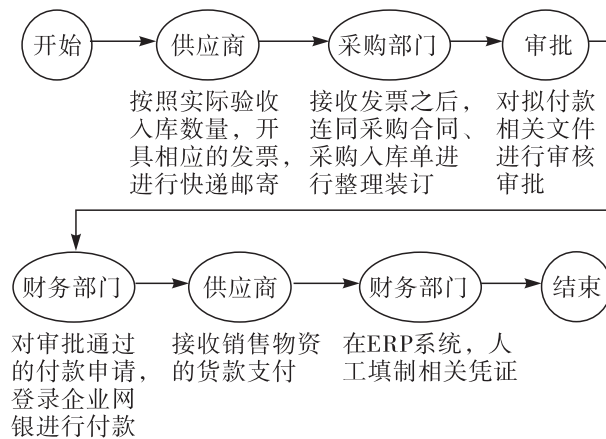 开始
供应商
采购部门
审批
按照实际验收
入库数量，开
具相应的发票，
进行快递邮寄
接收发票之后，
连同采购合同、
采购入库单进
行整理装订
对拟付款
相关文件
进行审核
审批
财务部门
供应商
财务部门
结束
对审批通过
的付款申请，
登录企业网
银进行付款
接收销售物资
的货款支付
在ERP系统，人
工填制相关凭证